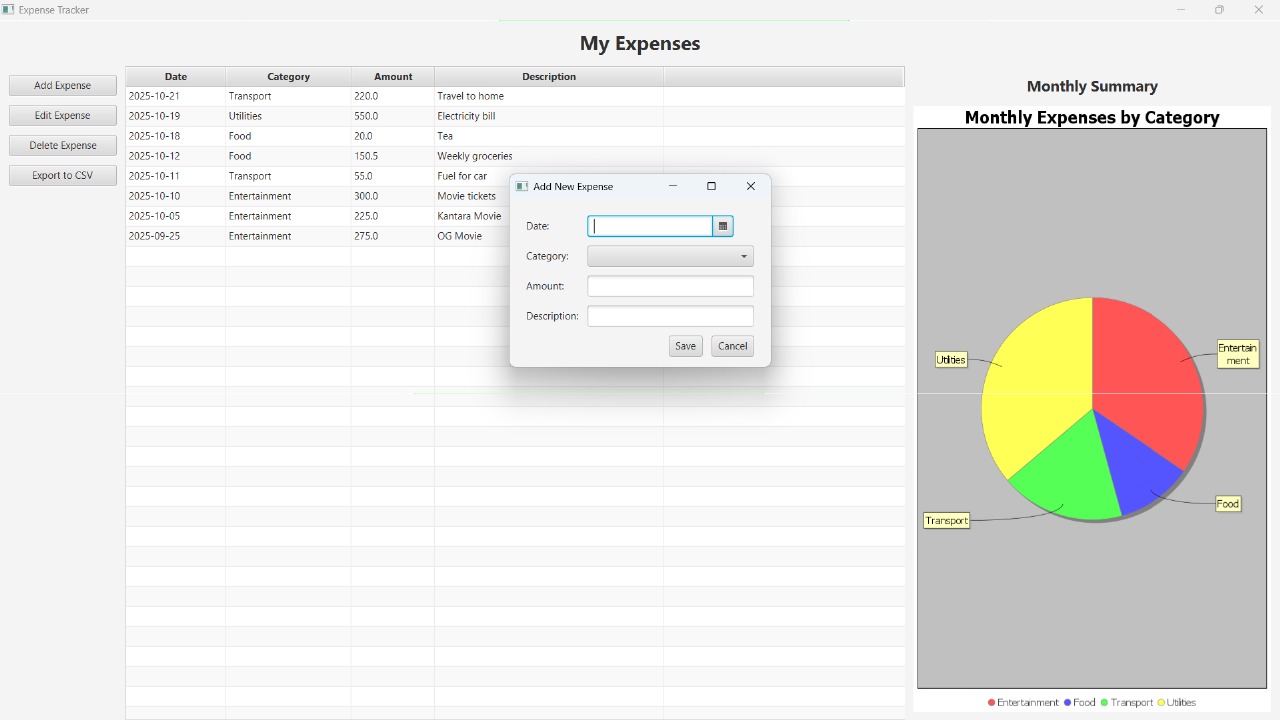 Expense Tracker
My Expenses
Add Expense
Edit Expense
Delete Expense
Export to CSV
Date Category Amount Description
2025-10-21 Transport 220.0 Travel to home
2025-10-19 Utilities 550.0 Electricity bill
2025-10-18 Food 20.0 Tea
2025-10-12 Food 150.5 Weekly groceries
2025-10-11 Transport 55.0 Fuel for car
2025-10-10 Entertainment 300.0 Movie tickets
2025-10-05 Entertainment 225.0 Kantara Movie
2025-09-25 Entertainment 275.0 OG Movie
Add New Expense
Date:
Category:
Amount:
Description:
Save Cancel
Monthly Summary
Monthly Expenses by Category
Utilities
Entertain
ment
Food
Transport
Entertainment Food Transport Utilities